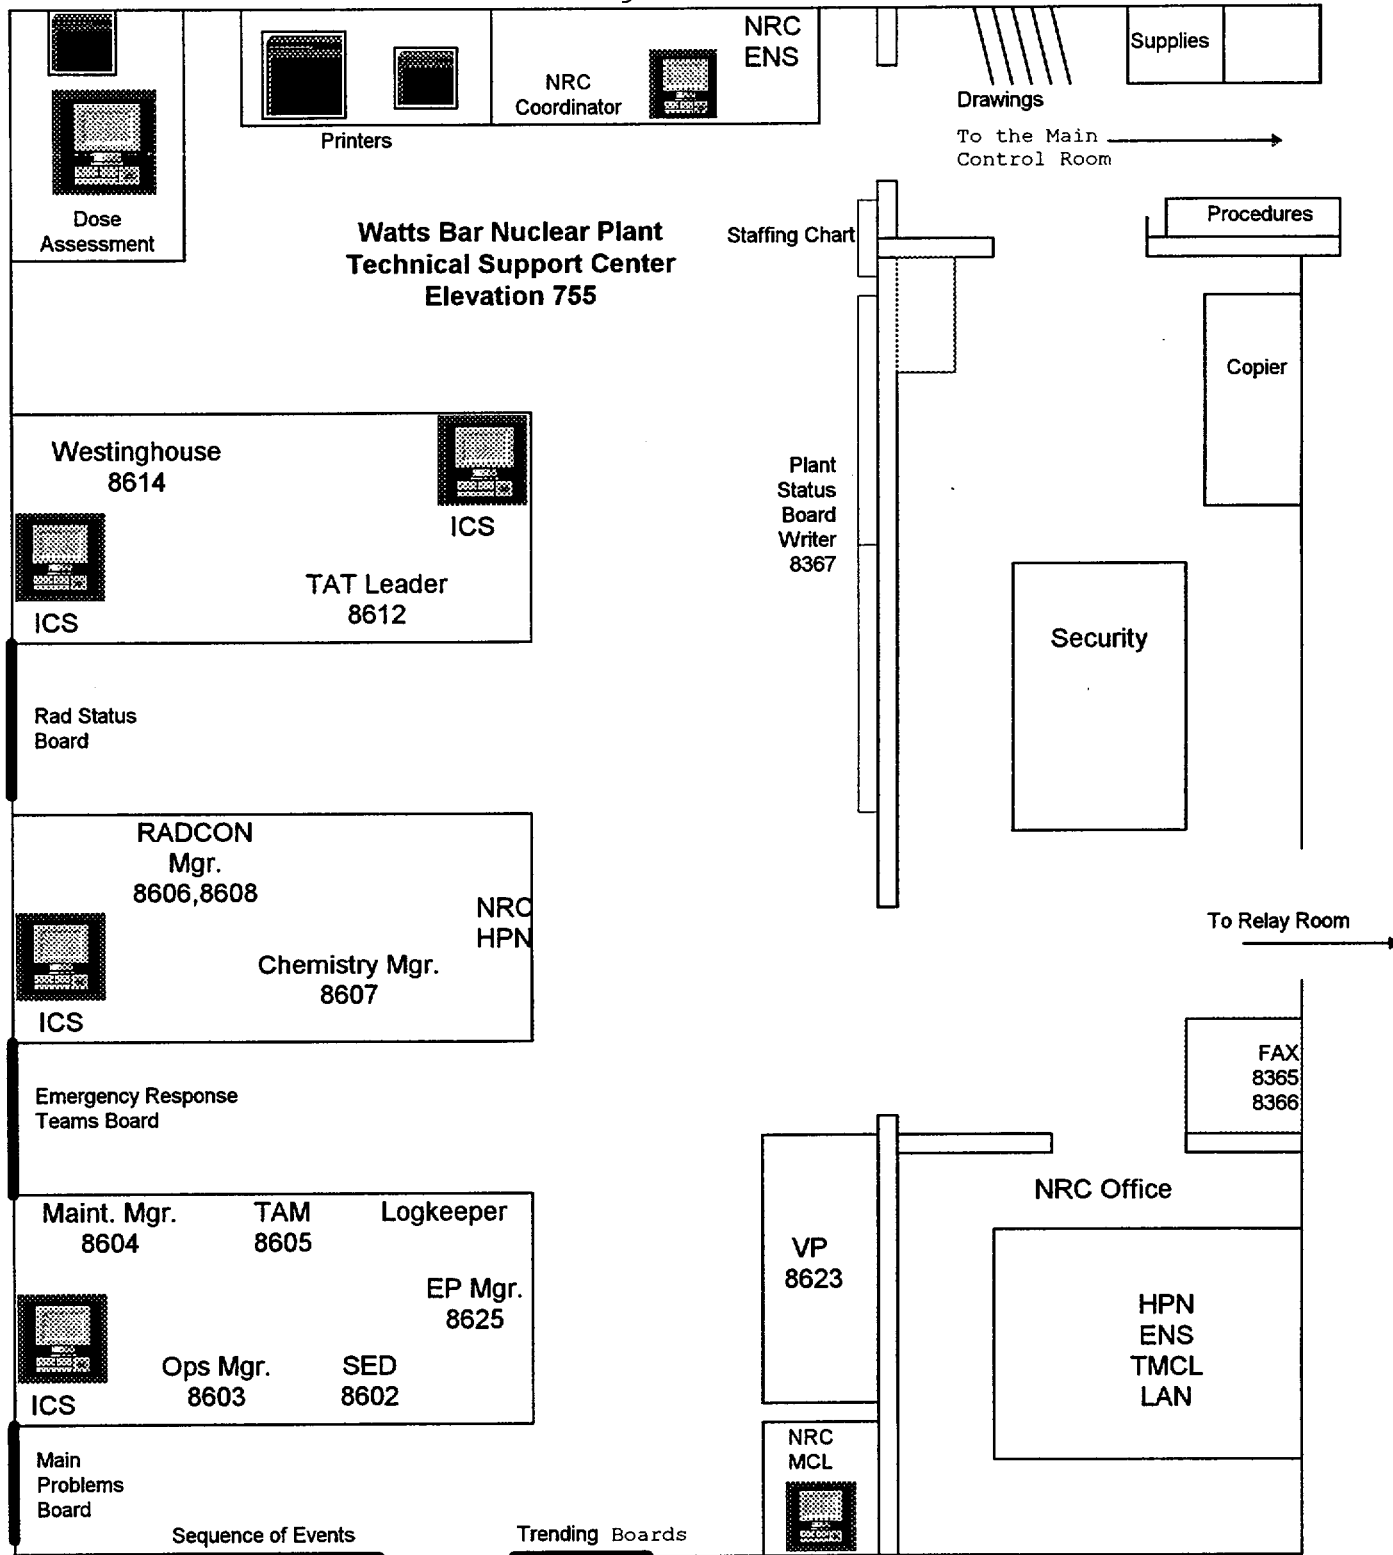 NRC
ENS
NRC
Coordinator
Printers
Supplies
Drawings
To the Main
Control Room
Dose
Assessment
Watts Bar Nuclear Plant
Technical Support Center
Elevation 755
Staffing Chart
Procedures
Copier
Westinghouse
8614
ICS
ICS
TAT Leader
8612
Plant
Status
Board
Writer
8367
Security
Rad Status
Board
RADCON
Mgr.
8606,8608
NRC
HPN
Chemistry Mgr.
8607
ICS
To Relay Room
Emergency Response
Teams Board
FAX
8365
8366
NRC Office
Maint. Mgr.
8604
TAM
8605
Logkeeper
EP Mgr.
8625
Ops Mgr.
8603
SED
8602
ICS
VP
8623
HPN
ENS
TMCL
LAN
NRC
MCL
Main
Problems
Board
Sequence of Events
Trending Boards